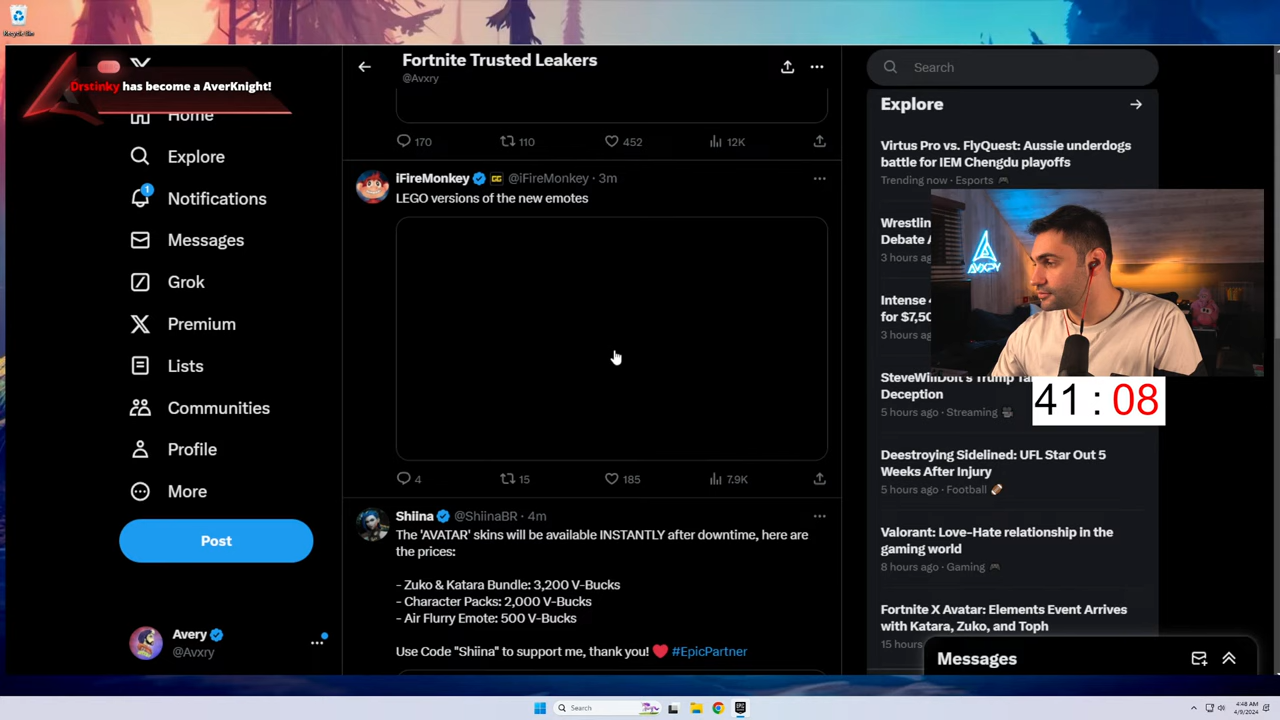 Recycle Bin
Drstinky has become a AverKnight!
Home
Explore
Notifications
1
Messages
Grok
Premium
Lists
Communities
Profile
More
Post
Avery
@Avxry
Fortnite Trusted Leakers
@Avxry
170 110 452 12K
iFireMonkey GG @iFireMonkey · 3m
LEGO versions of the new emotes
4 15 185 7.9K
Shiina @ShiinaBR · 4m
The 'AVATAR' skins will be available INSTANTLY after downtime, here are
the prices:
- Zuko & Katara Bundle: 3,200 V-Bucks
- Character Packs: 2,000 V-Bucks
- Air Flurry Emote: 500 V-Bucks
Use Code "Shiina" to support me, thank you! ❤️ #EpicPartner
Search
Explore
Virtus Pro vs. FlyQuest: Aussie underdogs
battle for IEM Chengdu playoffs
Trending now · Esports 🎮
Wrestlin
Debate A
3 hours ag
AVXRY
Intense 4
for $7,50
3 hours ag
SteveWillDoIt's Trump Ta
Deception
5 hours ago · Streaming
41 : 08
Deestroying Sidelined: UFL Star Out 5
Weeks After Injury
5 hours ago · Football 🏈
Valorant: Love-Hate relationship in the
gaming world
8 hours ago · Gaming 🎮
Fortnite X Avatar: Elements Event Arrives
with Katara, Zuko, and Toph
15 hours
Messages
Search
4:48 AM
4/9/2024